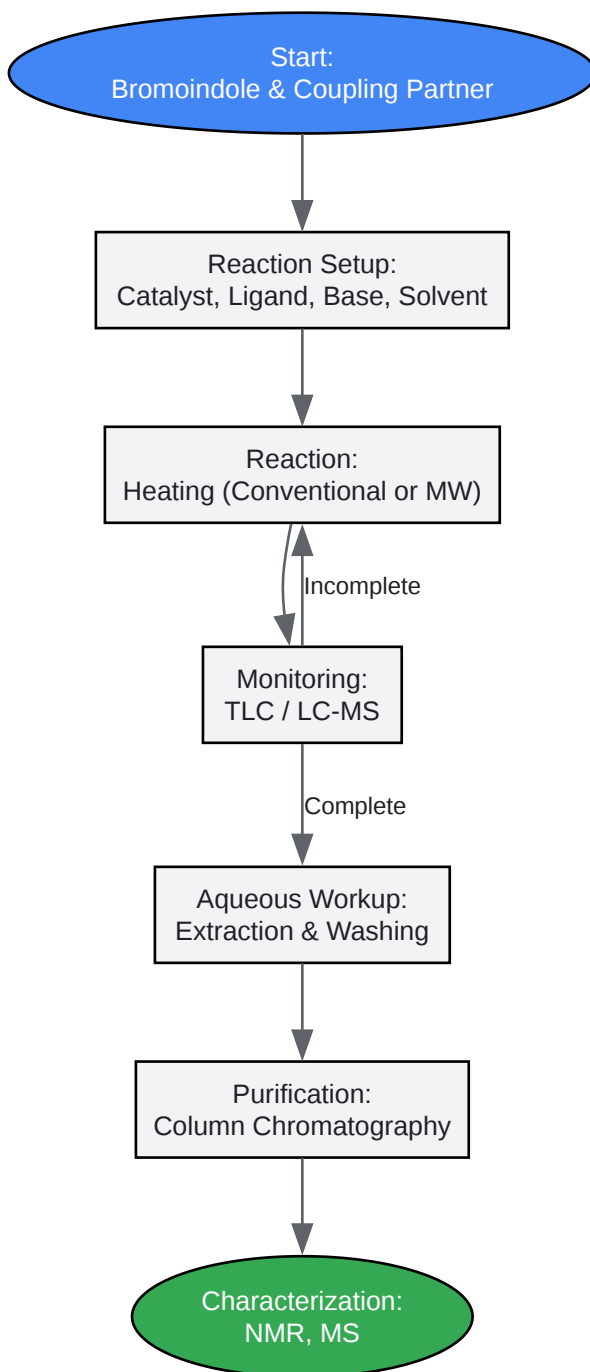 Start:
Bromoindole & Coupling Partner
Reaction Setup:
Catalyst, Ligand, Base, Solvent
Reaction:
Heating (Conventional or MW)
Incomplete
Monitoring:
TLC / LC-MS
Complete
Aqueous Workup:
Extraction & Washing
Purification:
Column Chromatography
Characterization:
NMR, MS